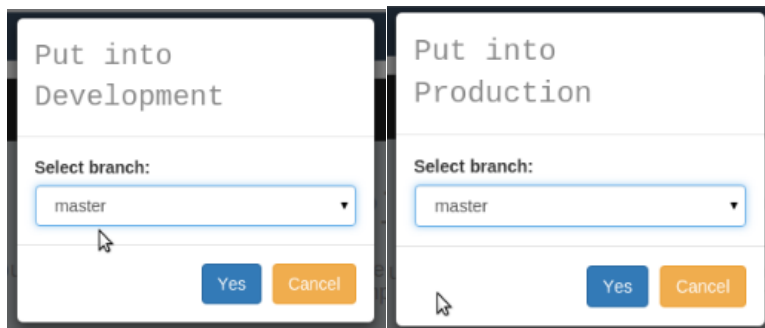 Put into
Development
Select branch:
master
Yes Cancel
Put into
Production
Select branch:
master
Yes Cancel